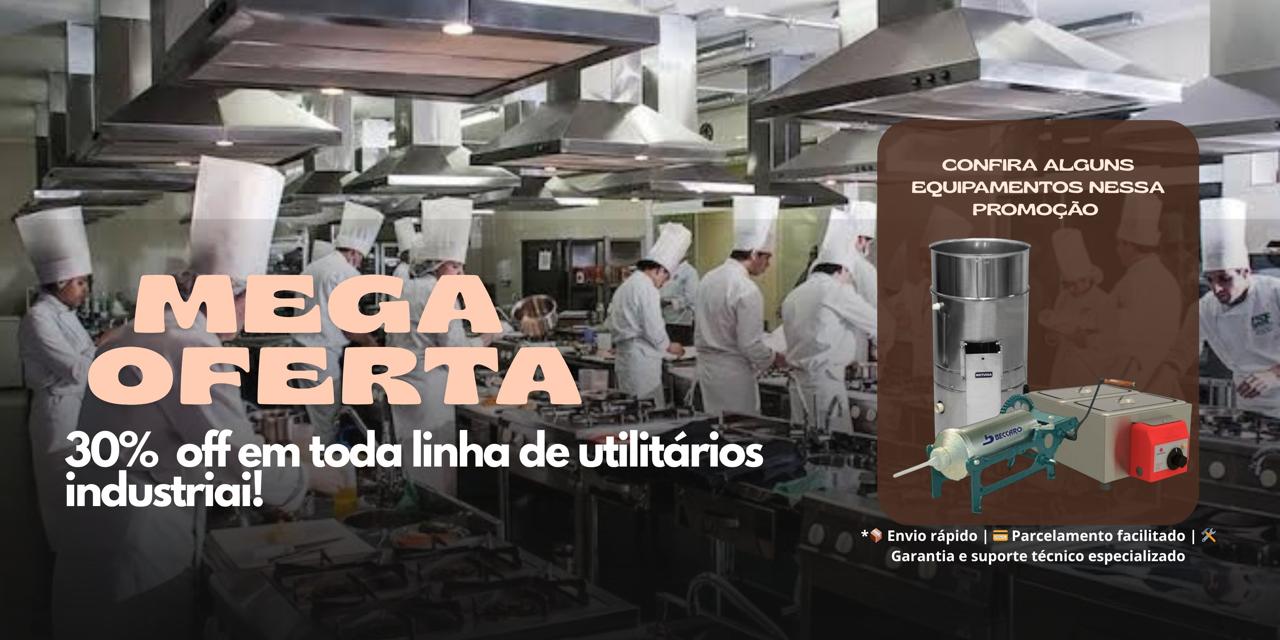 MEGA
OFERTA
30% off em toda linha de utilitários
industriai!
CONFIRA ALGUNS
EQUIPAMENTOS NESSA
PROMOÇÃO
BECCARO
*📦 Envio rápido | 💳 Parcelamento facilitado | 🛠️
Garantia e suporte técnico especializado